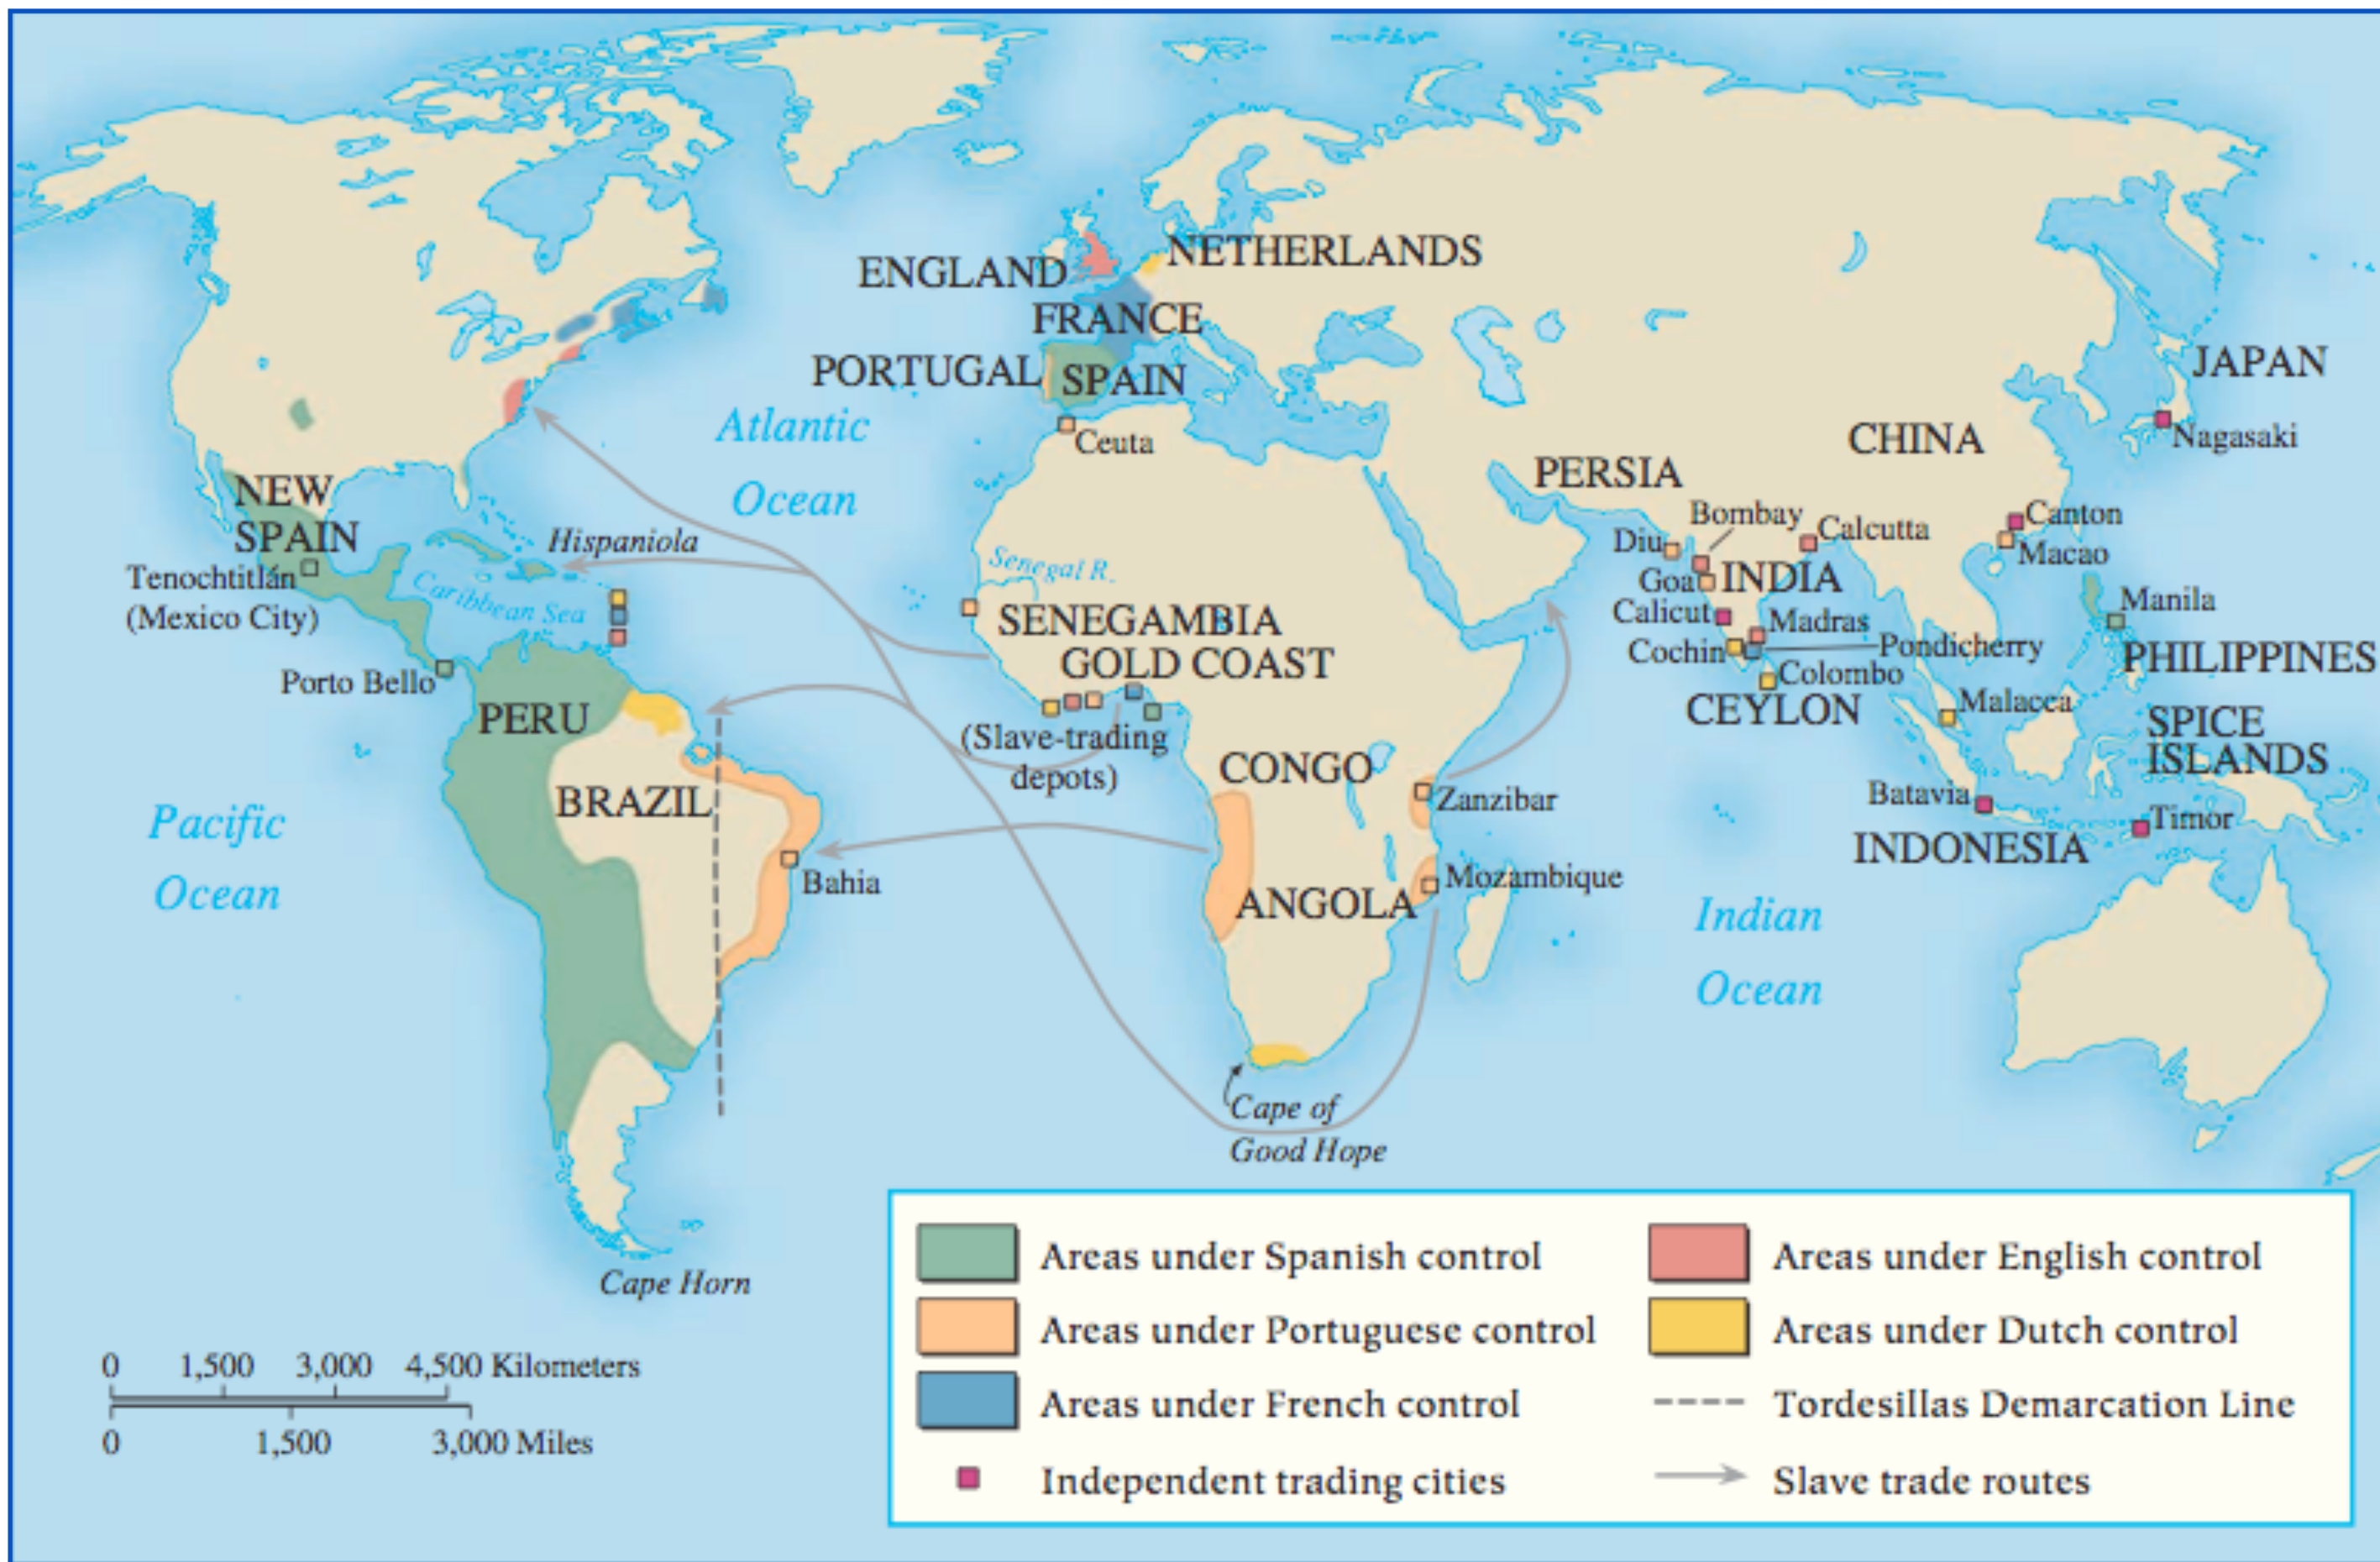 ENGLAND
NETHERLANDS
FRANCE
PORTUGAL
SPAIN
JAPAN
Atlantic
Ocean
Ceuta
CHINA
Nagasaki
NEW
SPAIN
PERSIA
Hispaniola
Bombay
Calcutta
Canton
Diu
Macao
Tenochtitlán
(Mexico City)
Caribbean Sea
Senegal R.
Goa
INDIA
SENEGAMBIA
Calicut
Madras
Manila
GOLD COAST
Cochin
Pondicherry
PHILIPPINES
Porto Bello
Colombo
PERU
CEYLON
Malacca
(Slave-trading
depots)
SPICE
ISLANDS
CONGO
BRAZIL
Zanzibar
Batavia
Timor
Pacific
Ocean
INDONESIA
Bahia
ANGOLA
Mozambique
Indian
Ocean
Cape of
Good Hope
Cape Horn
Areas under Spanish control
Areas under Portuguese control
Areas under French control
Independent trading cities
Areas under English control
Areas under Dutch control
Tordesillas Demarcation Line
Slave trade routes
0 1,500 3,000 4,500 Kilometers
0 1,500 3,000 Miles